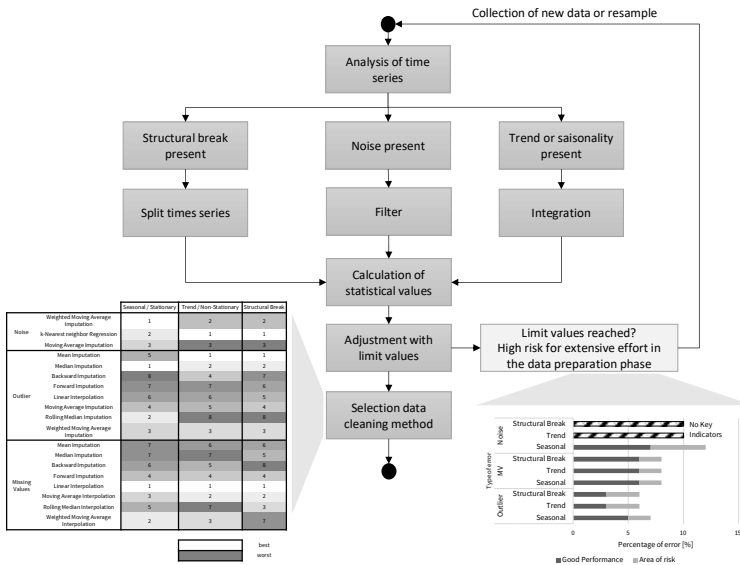 Collection of new data or resample
Analysis of time
series
Structural break
present
Noise present
Trend or saisonality
present
Split times series
Filter
Integration
Calculation of
statistical values
Adjustment with
limit values
Limit values reached?
High risk for extensive effort in
the data preparation phase
Selection data
cleaning method
Seasonal / Stationary Trend / Non-Stationary Structural Break
Noise
Weighted Moving Average
Imputation 1 2 2
k-Nearest neighbor Regression 2 1 1
Moving Average Imputation 3 3 3
Outlier
Mean Imputation 5 1 1
Median Imputation 1 2 2
Backward Imputation 8 4 7
Forward Imputation 7 7 6
Linear Interpolation 6 6 5
Moving Average Imputation 4 5 4
Rolling Median Imputation 2 8 8
Weighted Moving Average
Imputation 3 3 3
Missing
Values
Mean Imputation 7 6 6
Median Imputation 7 7 5
Backward Imputation 6 5 8
Forward Imputation 4 4 4
Linear Interpolation 1 1 1
Moving Average Interpolation 3 2 2
Rolling Median Interpolation 5 7 3
Weighted Moving Average
Interpolation 2 3 7
best
worst
Type of error
Noise
Structural Break
Trend
Seasonal
No Key
Indicators
MV
Structural Break
Trend
Seasonal
Outlier
Structural Break
Trend
Seasonal
0 5 10 15
Percentage of error [%]
Good Performance Area of risk